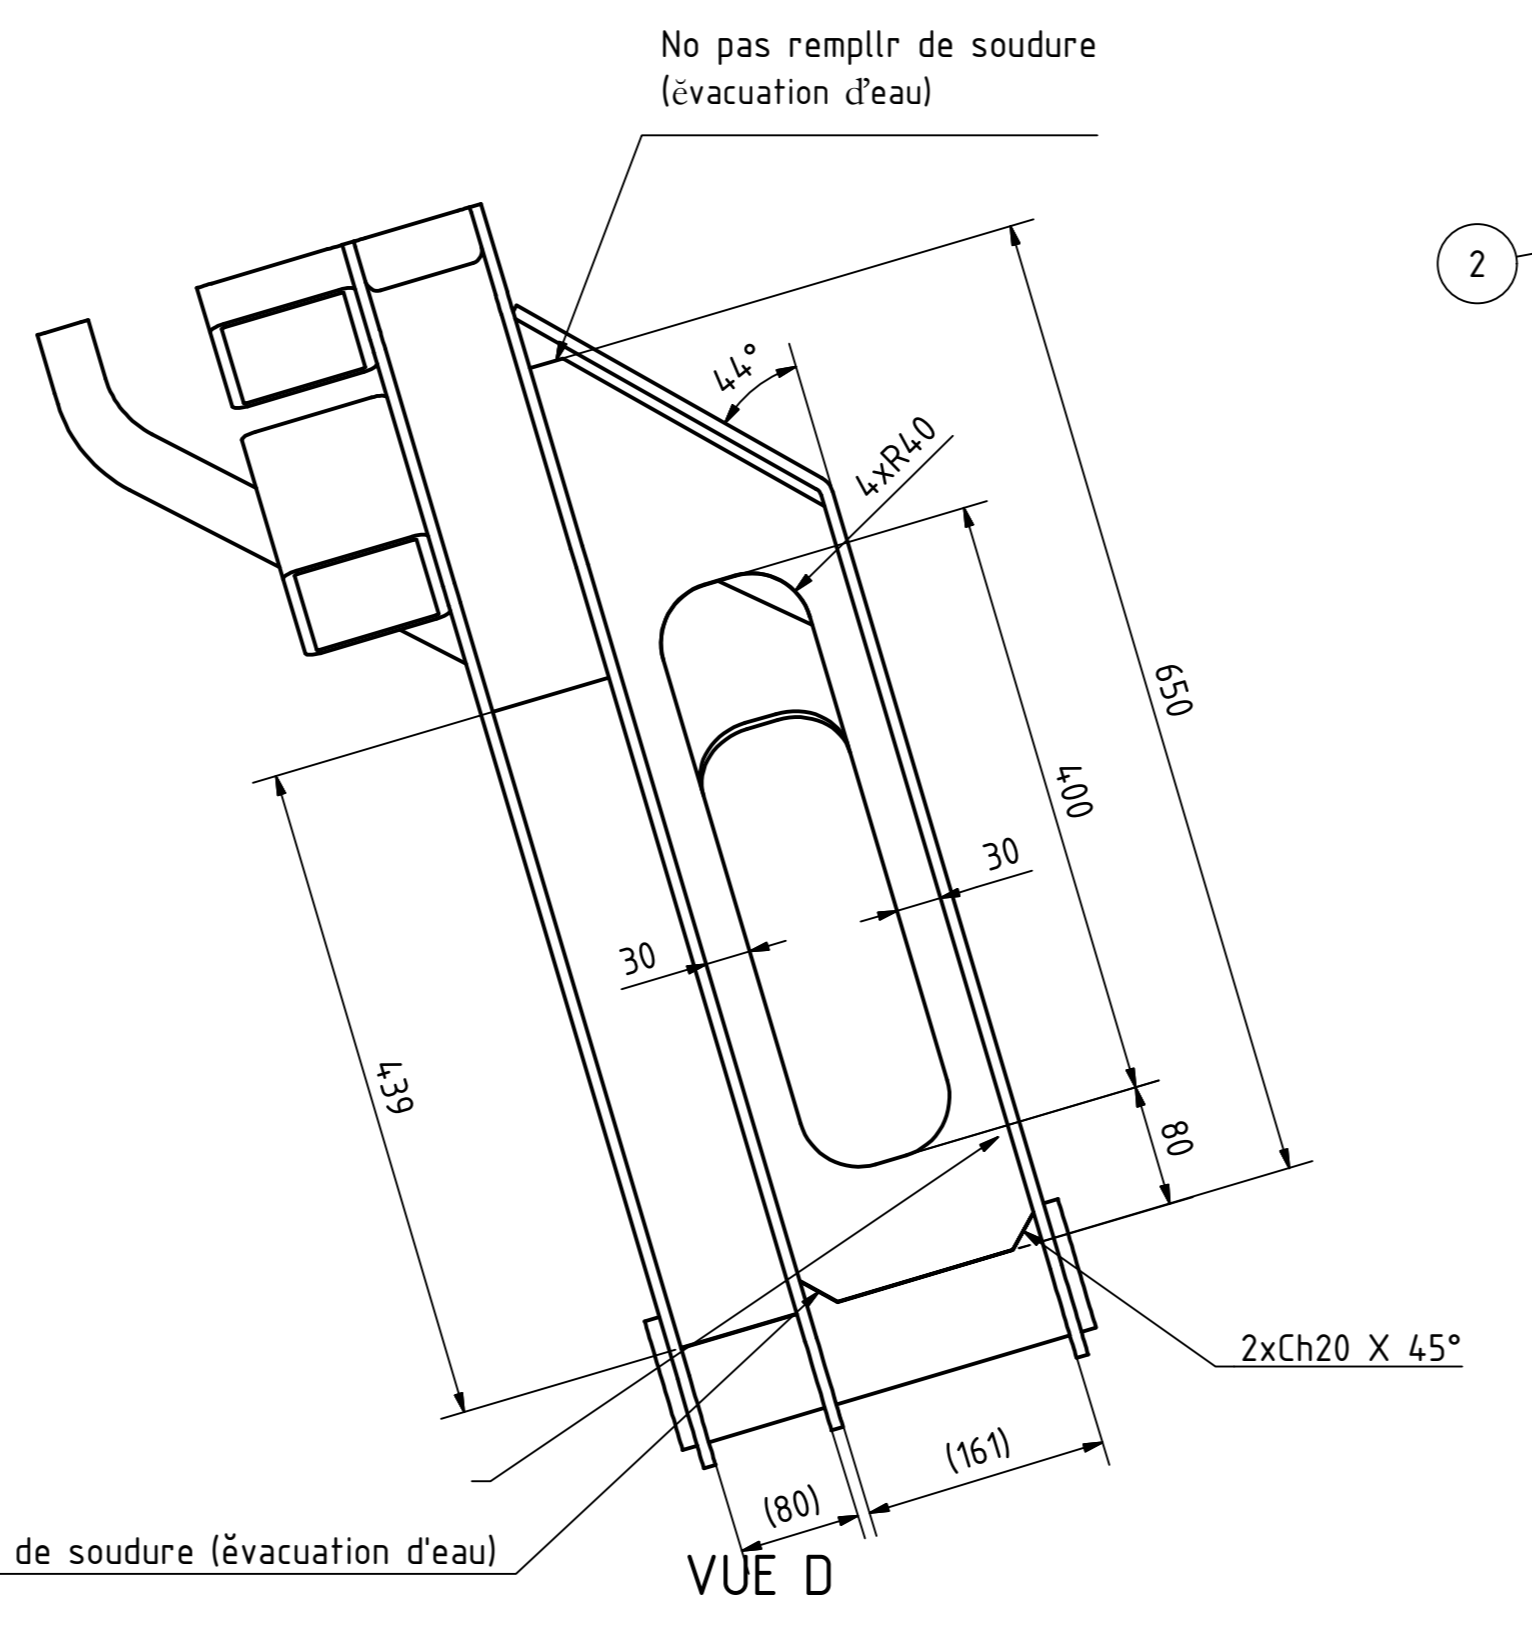 No pas rempllr de soudure
(ĕvacuation d’eau)
2
44°
4xR40
650
400
30
30
439
80
2xCh20 X 45°
(161)
(80)
de soudure (ĕvacuation d'eau)
VUE D